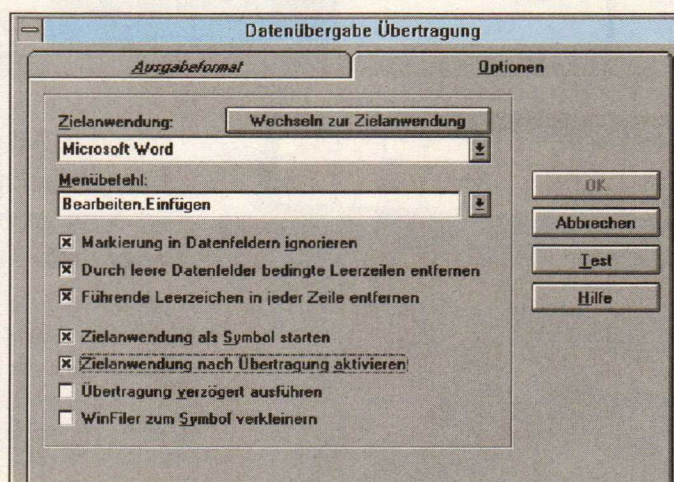 Datenübergabe Übertragung
Ausgabeformat
Optionen
Zielanwendung:
Wechseln zur Zielanwendung
Microsoft Word
Menübefehl:
Bearbeiten.Einfügen
Markierung in Datenfeldern ignorieren
Durch leere Datenfelder bedingte Leerzeilen entfernen
Führende Leerzeichen in jeder Zeile entfernen
Zielanwendung als Symbol starten
Zielanwendung nach Übertragung aktivieren
Übertragung verzögert ausführen
WinFiler zum Symbol verkleinern
OK
Abbrechen
Test
Hilfe